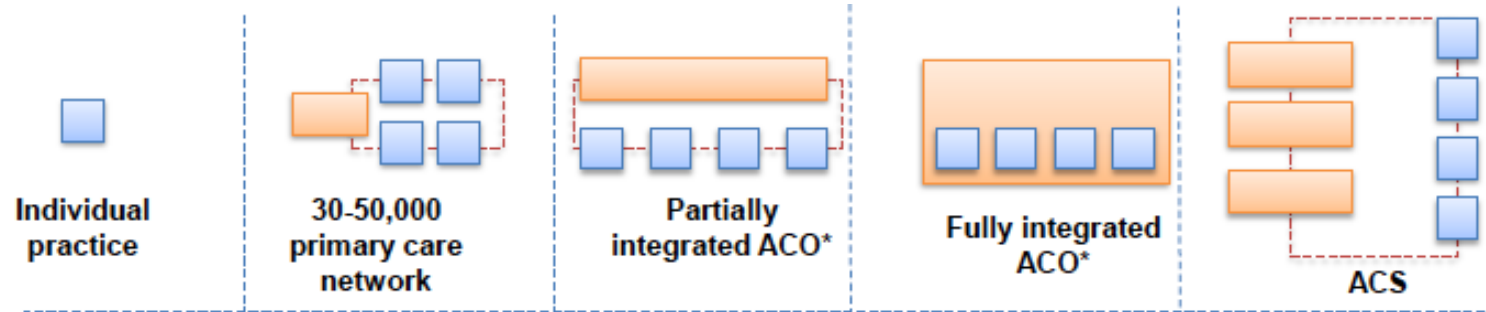 Individual
practice
30-50,000
primary care
network
Partially
integrated ACO*
Fully integrated
ACO*
ACS